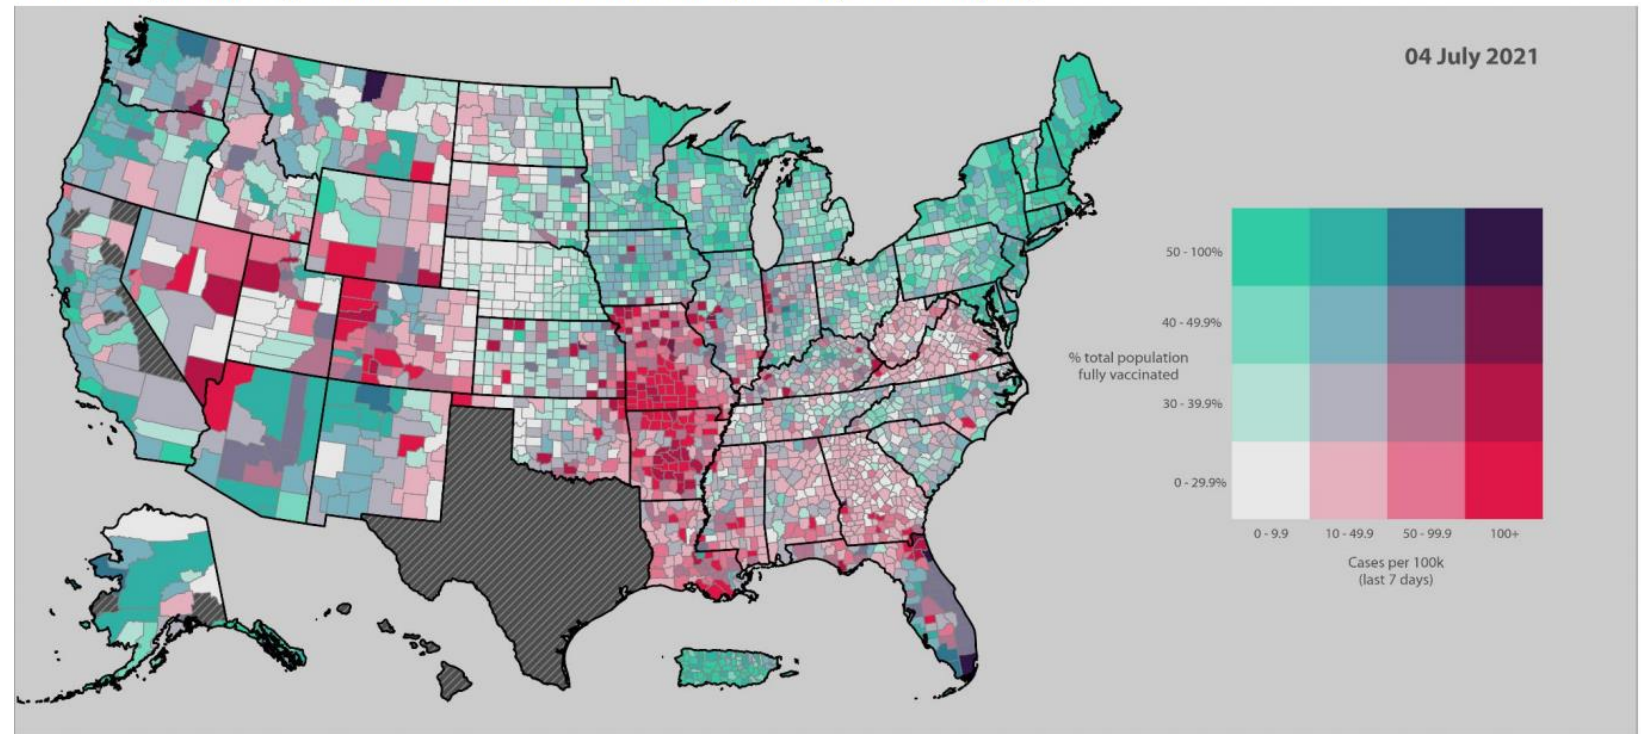 04 July 2021
50 - 100%
40 - 49.9%
% total population
fully vaccinated
30 - 39.9%
0 - 29.9%
0 - 9.9
10 - 49.9
50 - 99.9
100+
Cases per 100k
(last 7 days)